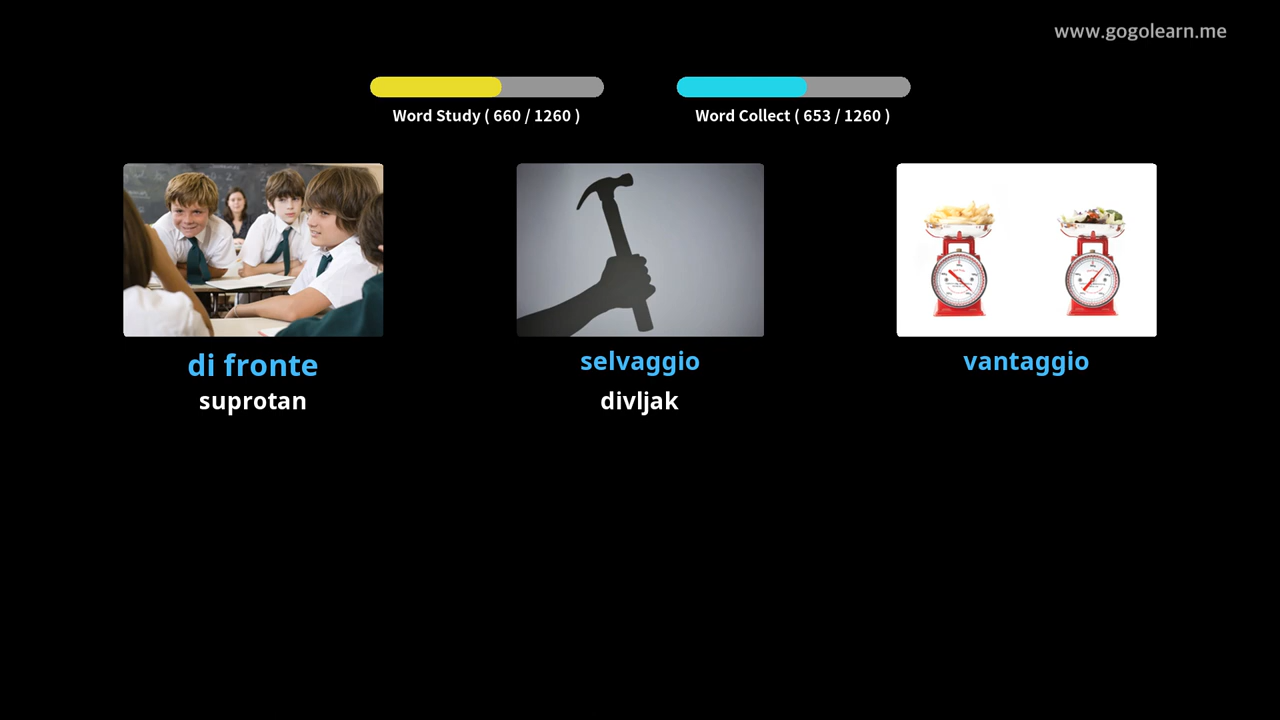 www.gogolearn.me
Word Study ( 660 / 1260 )
Word Collect ( 653 / 1260 )
di fronte
suprotan
selvaggio
divljak
vantaggio